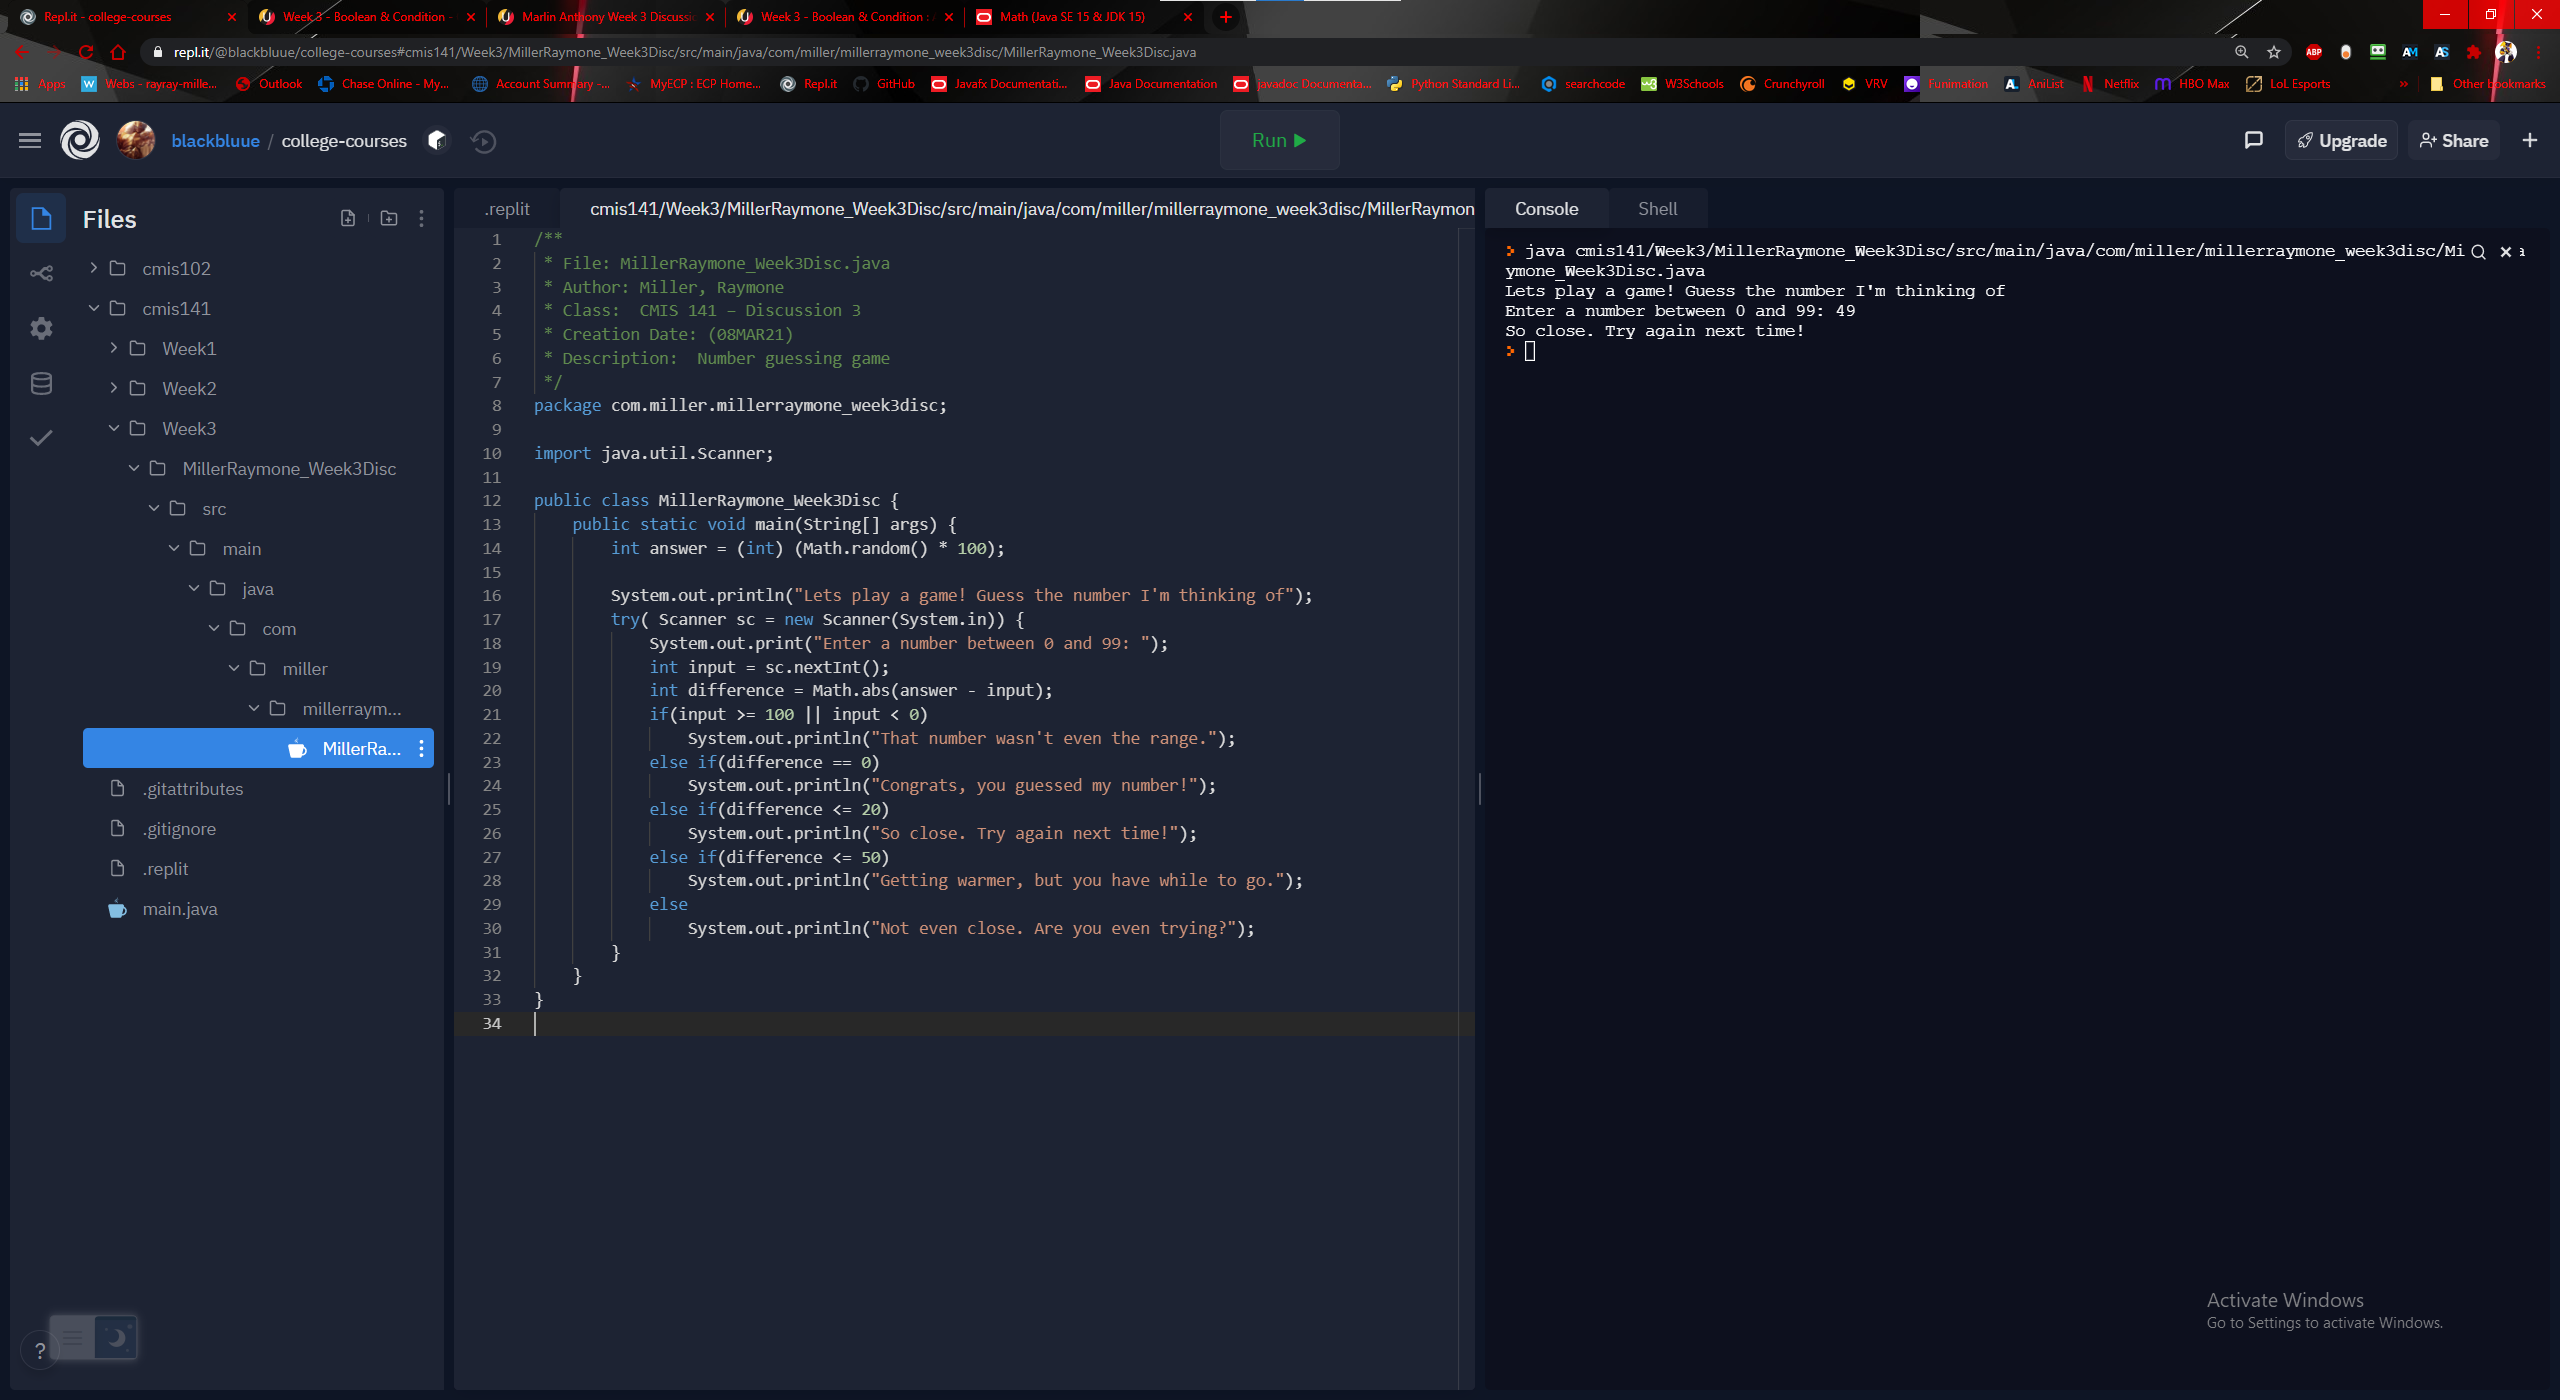 Repl.it - college-courses
Week 3 - Boolean & Condition -
Marlin Anthony Week 3 Discussi
Week 3 - Boolean & Condition :
Math (Java SE 15 & JDK 15)
repl.it/@blackbluue/college-courses#cmis141/Week3/MillerRaymone_Week3Disc/src/main/java/com/miller/millerraymone_week3disc/MillerRaymone_Week3Disc.java
ABP
AM
AS
Apps
Webs - rayray-mille...
Outlook
Chase Online - My...
Account Summary -...
MyECP : ECP Home...
RepLit
GitHub
Javafx Documentati...
Java Documentation
javadoc Documenta...
Python Standard Li...
searchcode
W3Schools
Crunchyroll
VRV
Funimation
AniList
Netflix
HBO Max
LoL Esports
»
Other bookmarks
blackbluue / college-courses
Run
Upgrade
Share
Files
cmis102
cmis141
Week1
Week2
Week3
MillerRaymone_Week3Disc
src
main
java
com
miller
millerraym...
MillerRa...
.gitattributes
.gitignore
.replit
main.java
?
.replit
cmis141/Week3/MillerRaymone_Week3Disc/src/main/java/com/miller/millerraymone_week3disc/MillerRaymon
1 /**
2 * File: MillerRaymone_Week3Disc.java
3 * Author: Miller, Raymone
4 * Class:  CMIS 141 – Discussion 3
5 * Creation Date: (08MAR21)
6 * Description:  Number guessing game
7 */
8 package com.miller.millerraymone_week3disc;
9
10 import java.util.Scanner;
11
12 public class MillerRaymone_Week3Disc {
13 public static void main(String[] args) {
14 int answer = (int) (Math.random() * 100);
15
16 System.out.println("Lets play a game! Guess the number I'm thinking of");
17 try( Scanner sc = new Scanner(System.in)) {
18 System.out.print("Enter a number between 0 and 99: ");
19 int input = sc.nextInt();
20 int difference = Math.abs(answer - input);
21 if(input >= 100 || input < 0)
22 System.out.println("That number wasn't even the range.");
23 else if(difference == 0)
24 System.out.println("Congrats, you guessed my number!");
25 else if(difference <= 20)
26 System.out.println("So close. Try again next time!");
27 else if(difference <= 50)
28 System.out.println("Getting warmer, but you have while to go.");
29 else
30 System.out.println("Not even close. Are you even trying?");
31 }
32 }
33 }
34
Console
Shell
> java cmis141/Week3/MillerRaymone_Week3Disc/src/main/java/com/miller/millerraymone_week3disc/Mi
ymone_Week3Disc.java
Lets play a game! Guess the number I'm thinking of
Enter a number between 0 and 99: 49
So close. Try again next time!
>
Activate Windows
Go to Settings to activate Windows.